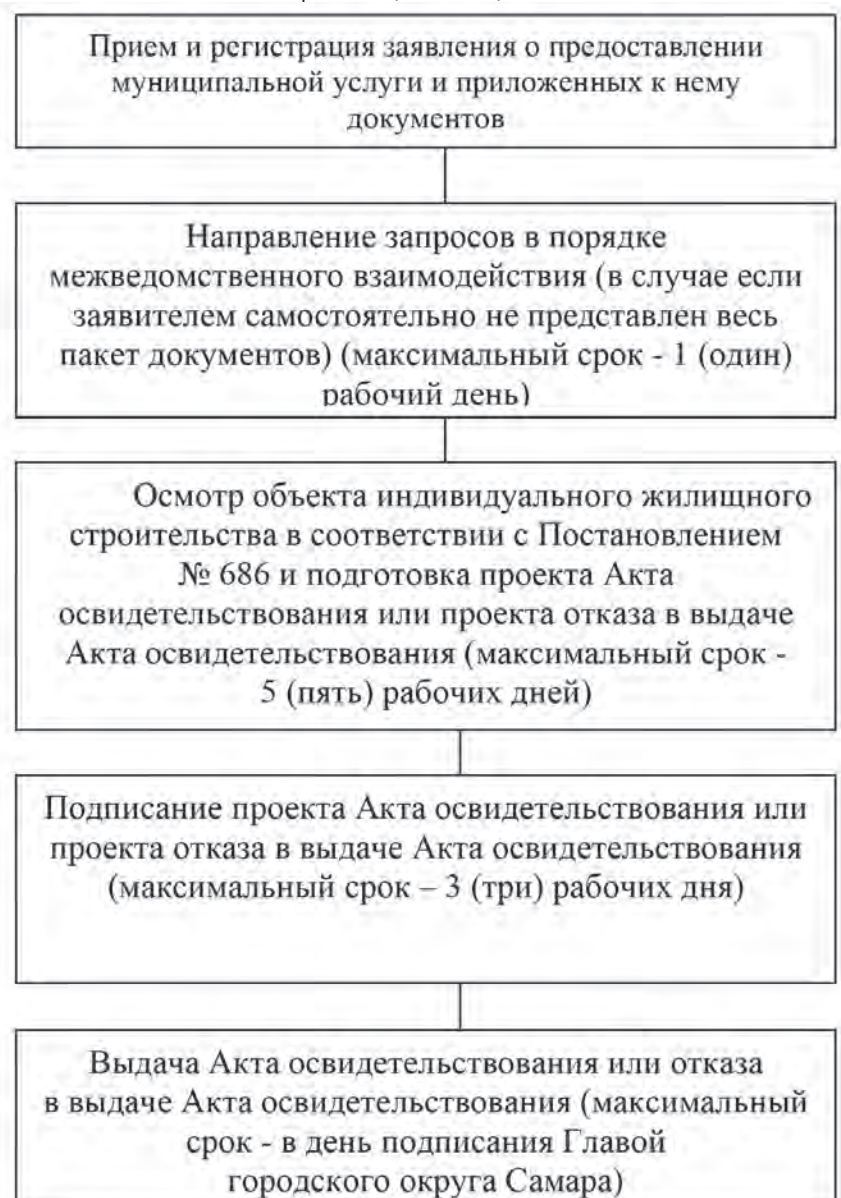 Прием и регистрация заявления о предоставлении
муниципальной услуги и приложенных к нему
документов
Направление запросов в порядке
межведомственного взаимодействия (в случае если
заявителем самостоятельно не представлен весь
пакет документов) (максимальный срок - 1 (один)
рабочий день)
Осмотр объекта индивидуального жилищного
строительства в соответствии с Постановлением
№ 686 и подготовка проекта Акта
освидетельствования или проекта отказа в выдаче
Акта освидетельствования (максимальный срок -
5 (пять) рабочих дней)
Подписание проекта Акта освидетельствования или
проекта отказа в выдаче Акта освидетельствования
(максимальный срок – 3 (три) рабочих дня)
Выдача Акта освидетельствования или отказа
в выдаче Акта освидетельствования (максимальный
срок - в день подписания Главой
городского округа Самара)